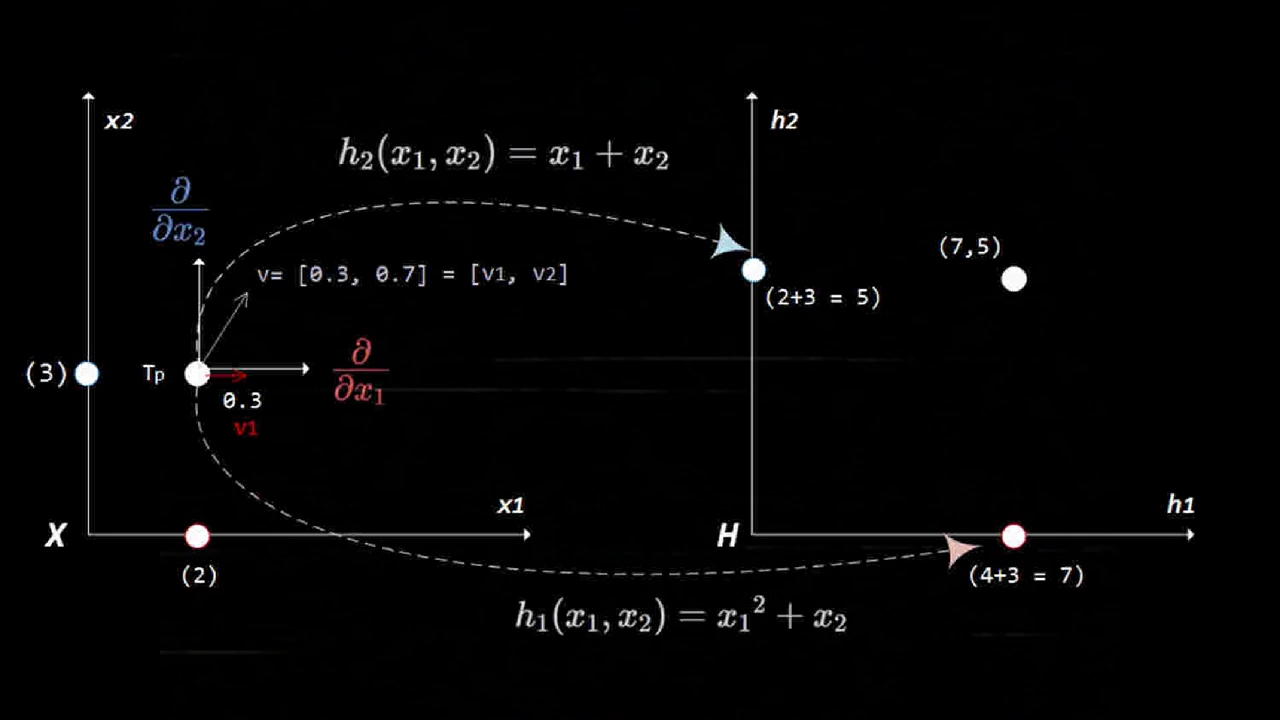 x2
h2
h₂(x₁, x₂) = x₁ + x₂
∂/∂x₂
v= [0.3, 0.7] = [v1, v2]
(7,5)
(2+3 = 5)
(3)
Tp
∂/∂x₁
0.3
v1
x1
h1
X
H
(2)
(4+3 = 7)
h₁(x₁, x₂) = x₁² + x₂